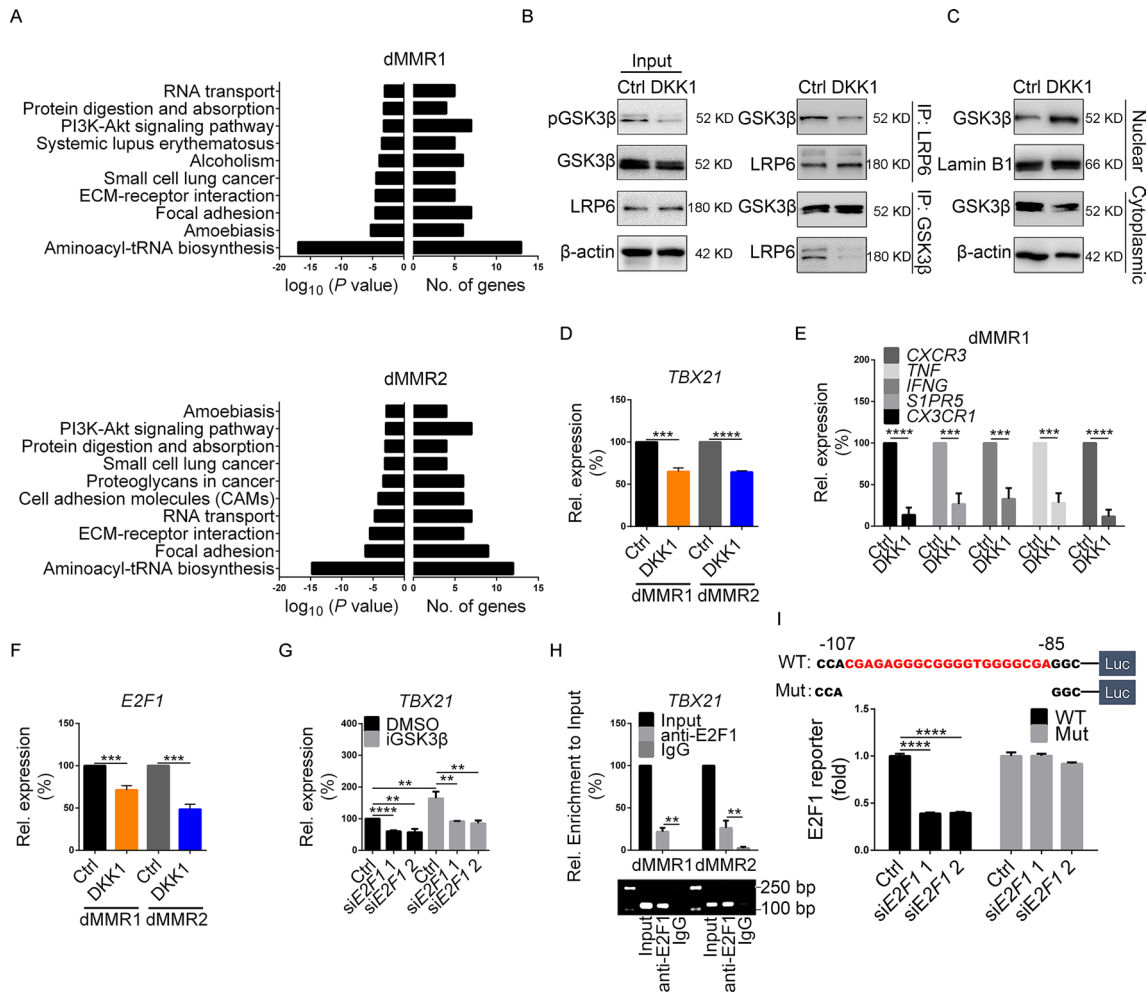 A
dMMR1
RNA transport
Protein digestion and absorption
PI3K-Akt signaling pathway
Systemic lupus erythematosus
Alcoholism
Small cell lung cancer
ECM-receptor interaction
Focal adhesion
Amoebiasis
Aminoacyl-tRNA biosynthesis
-20 -15 -10 -5 0 0 5 10 15
log10 (P value) No. of genes
dMMR2
Amoebiasis
PI3K-Akt signaling pathway
Protein digestion and absorption
Small cell lung cancer
Proteoglycans in cancer
Cell adhesion molecules (CAMs)
RNA transport
ECM-receptor interaction
Focal adhesion
Aminoacyl-tRNA biosynthesis
-20 -15 -10 -5 0 0 5 10 15
log10 (P value) No. of genes
B
Input
Ctrl DKK1
pGSK3β 52 KD
GSK3β 52 KD
LRP6 180 KD
β-actin 42 KD
Ctrl DKK1
GSK3β 52 KD
LRP6 180 KD
IP: LRP6
GSK3β 52 KD
LRP6 180 KD
IP: GSK3β
C
Ctrl DKK1
GSK3β 52 KD
Lamin B1 66 KD
Nuclear
GSK3β 52 KD
β-actin 42 KD
Cytoplasmic
D
TBX21
Rel. expression
(%)
150
100
50
0
*** ****
Ctrl DKK1 Ctrl DKK1
dMMR1 dMMR2
E
dMMR1
CXCR3
TNF
IFNG
S1PR5
CX3CR1
Rel. expression
(%)
200
150
100
50
0
**** *** *** *** ****
Ctrl DKK1 Ctrl DKK1 Ctrl DKK1 Ctrl DKK1 Ctrl DKK1
F
E2F1
Rel. expression
(%)
150
100
50
0
*** ***
Ctrl DKK1 Ctrl DKK1
dMMR1 dMMR2
G
TBX21
DMSO
iGSK3β
Rel. expression
(%)
400
300
200
100
0
**
**
****
**
**
Ctrl siE2F1 1 siE2F1 2 Ctrl siE2F1 1 siE2F1 2
H
TBX21
Input
anti-E2F1
IgG
Rel. Enrichment to Input
(%)
150
100
50
0
** **
dMMR1 dMMR2
250 bp
100 bp
Input anti-E2F1 IgG Input anti-E2F1 IgG
I
-107 -85
WT: CCACGAGAGGGCGGGGTGGGGCGAGGC Luc
Mut: CCA GGC Luc
WT
Mut
E2F1 reporter
(fold)
1.5
1.0
0.5
0.0
****
****
Ctrl siE2F1 1 siE2F1 2 Ctrl siE2F1 1 siE2F1 2